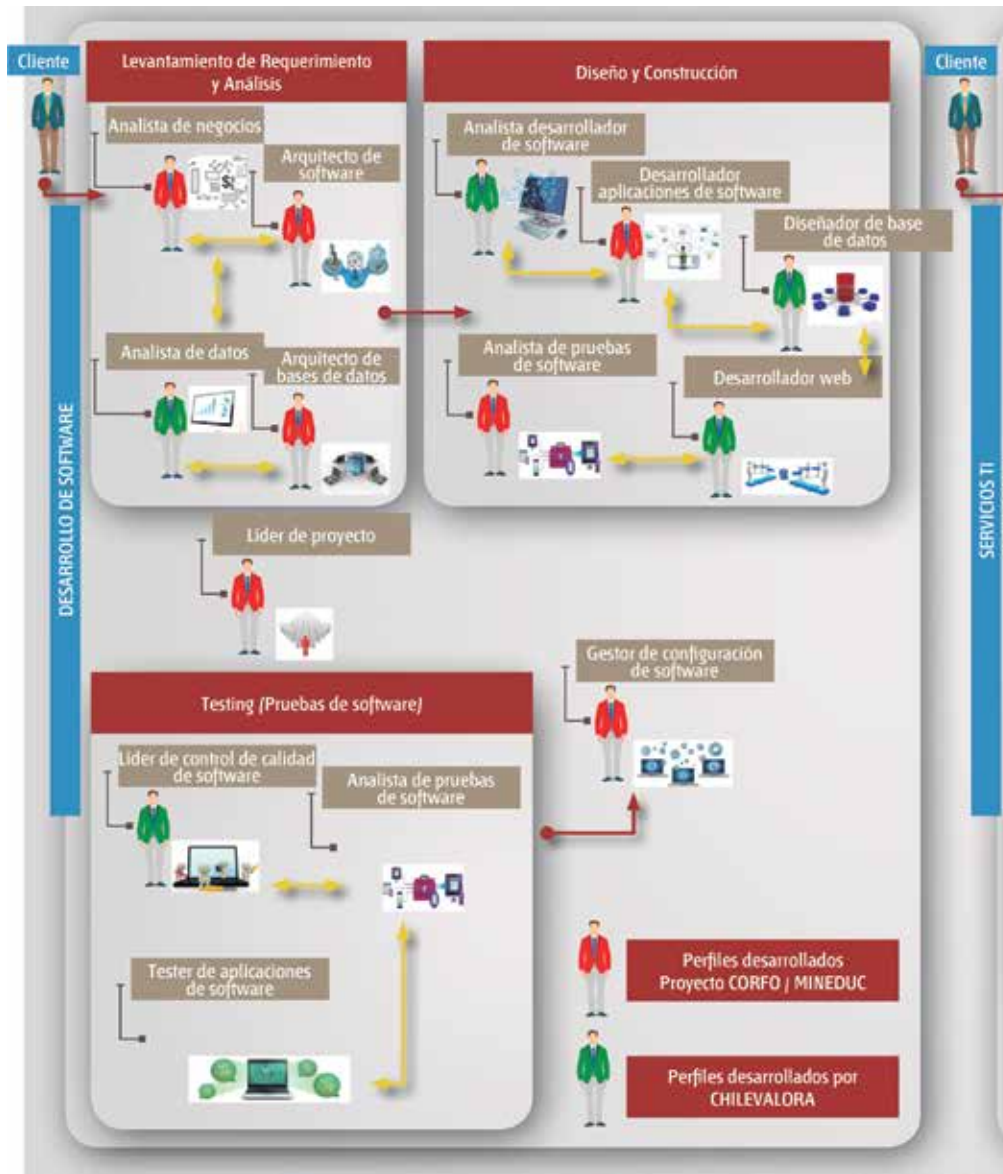 Cliente
Levantamiento de Requerimiento
y Análisis
Diseño y Construcción
Cliente
Analista de negocios
Arquitecto de
software
Analista desarrollador
de software
Desarrollador
aplicaciones de software
Diseñador de base
de datos
Analista de datos
Arquitecto de
bases de datos
Analista de pruebas
de software
Desarrollador web
DESARROLLO DE SOFTWARE
SERVICIOS TI
Líder de proyecto
Gestor de configuración
de software
Testing (Pruebas de software)
Líder de control de calidad
de software
Analista de pruebas
de software
Tester de aplicaciones
de software
Perfiles desarrollados
Proyecto CORFO / MINEDUC
Perfiles desarrollados por
CHILEVALORA